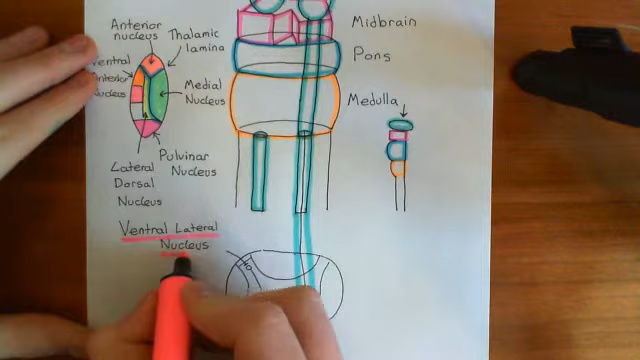 Anterior
nucleus
Thalamic
lamina
Ventral
Anterior
Nucleus
Medial
Nucleus
Pulvinar
Nucleus
Lateral
Dorsal
Nucleus
Ventral Lateral
Nucleus
Midbrain
Pons
Medulla